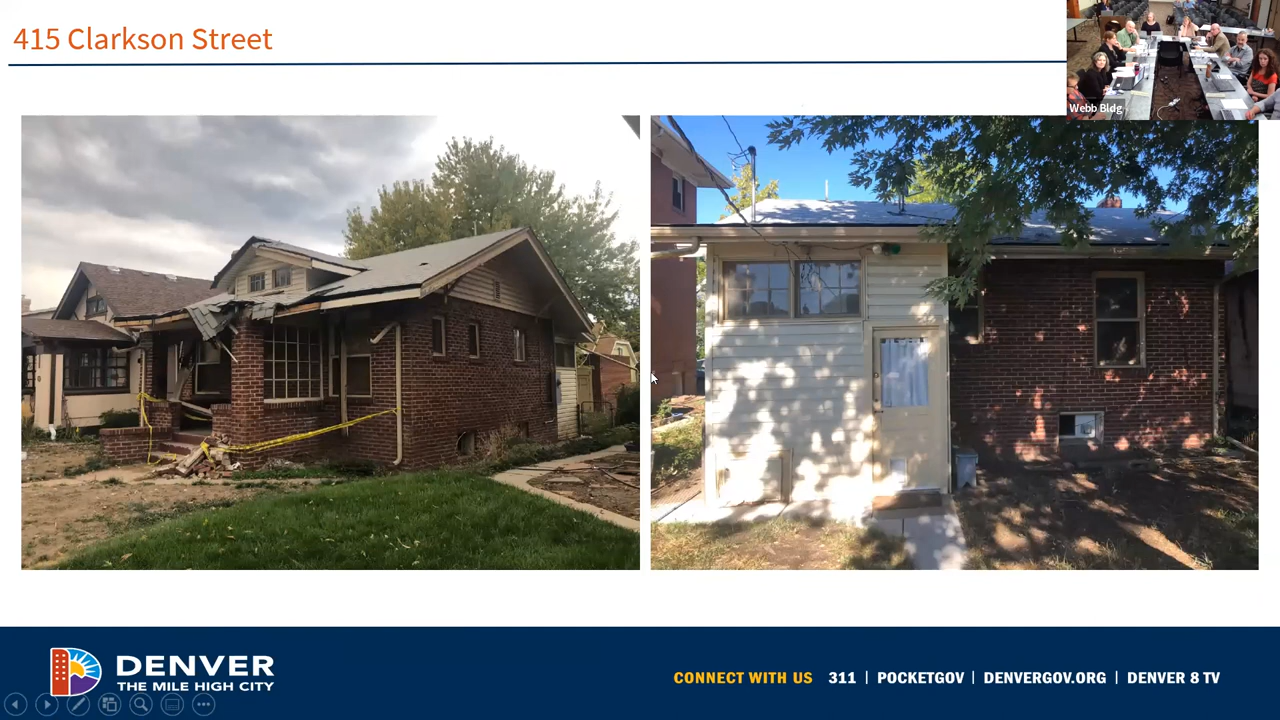 415 Clarkson Street
Webb Bldg
DENVER
THE MILE HIGH CITY
CONNECT WITH US 311 | POCKETGOV | DENVERGOV.ORG | DENVER 8 TV